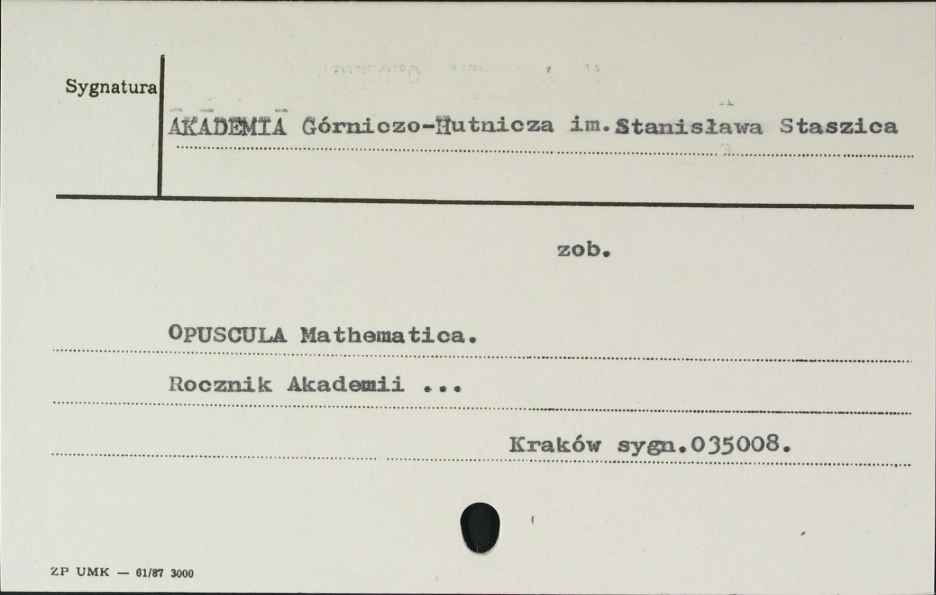 Sygnatura
AKADEMIA Górniczo-Hutnicza im.Stanisława Staszica
zob.
OPUSCULA Mathematica.
Rocznik Akademii ...
Kraków sygn.035008.
ZP UMK — 61/87 3000